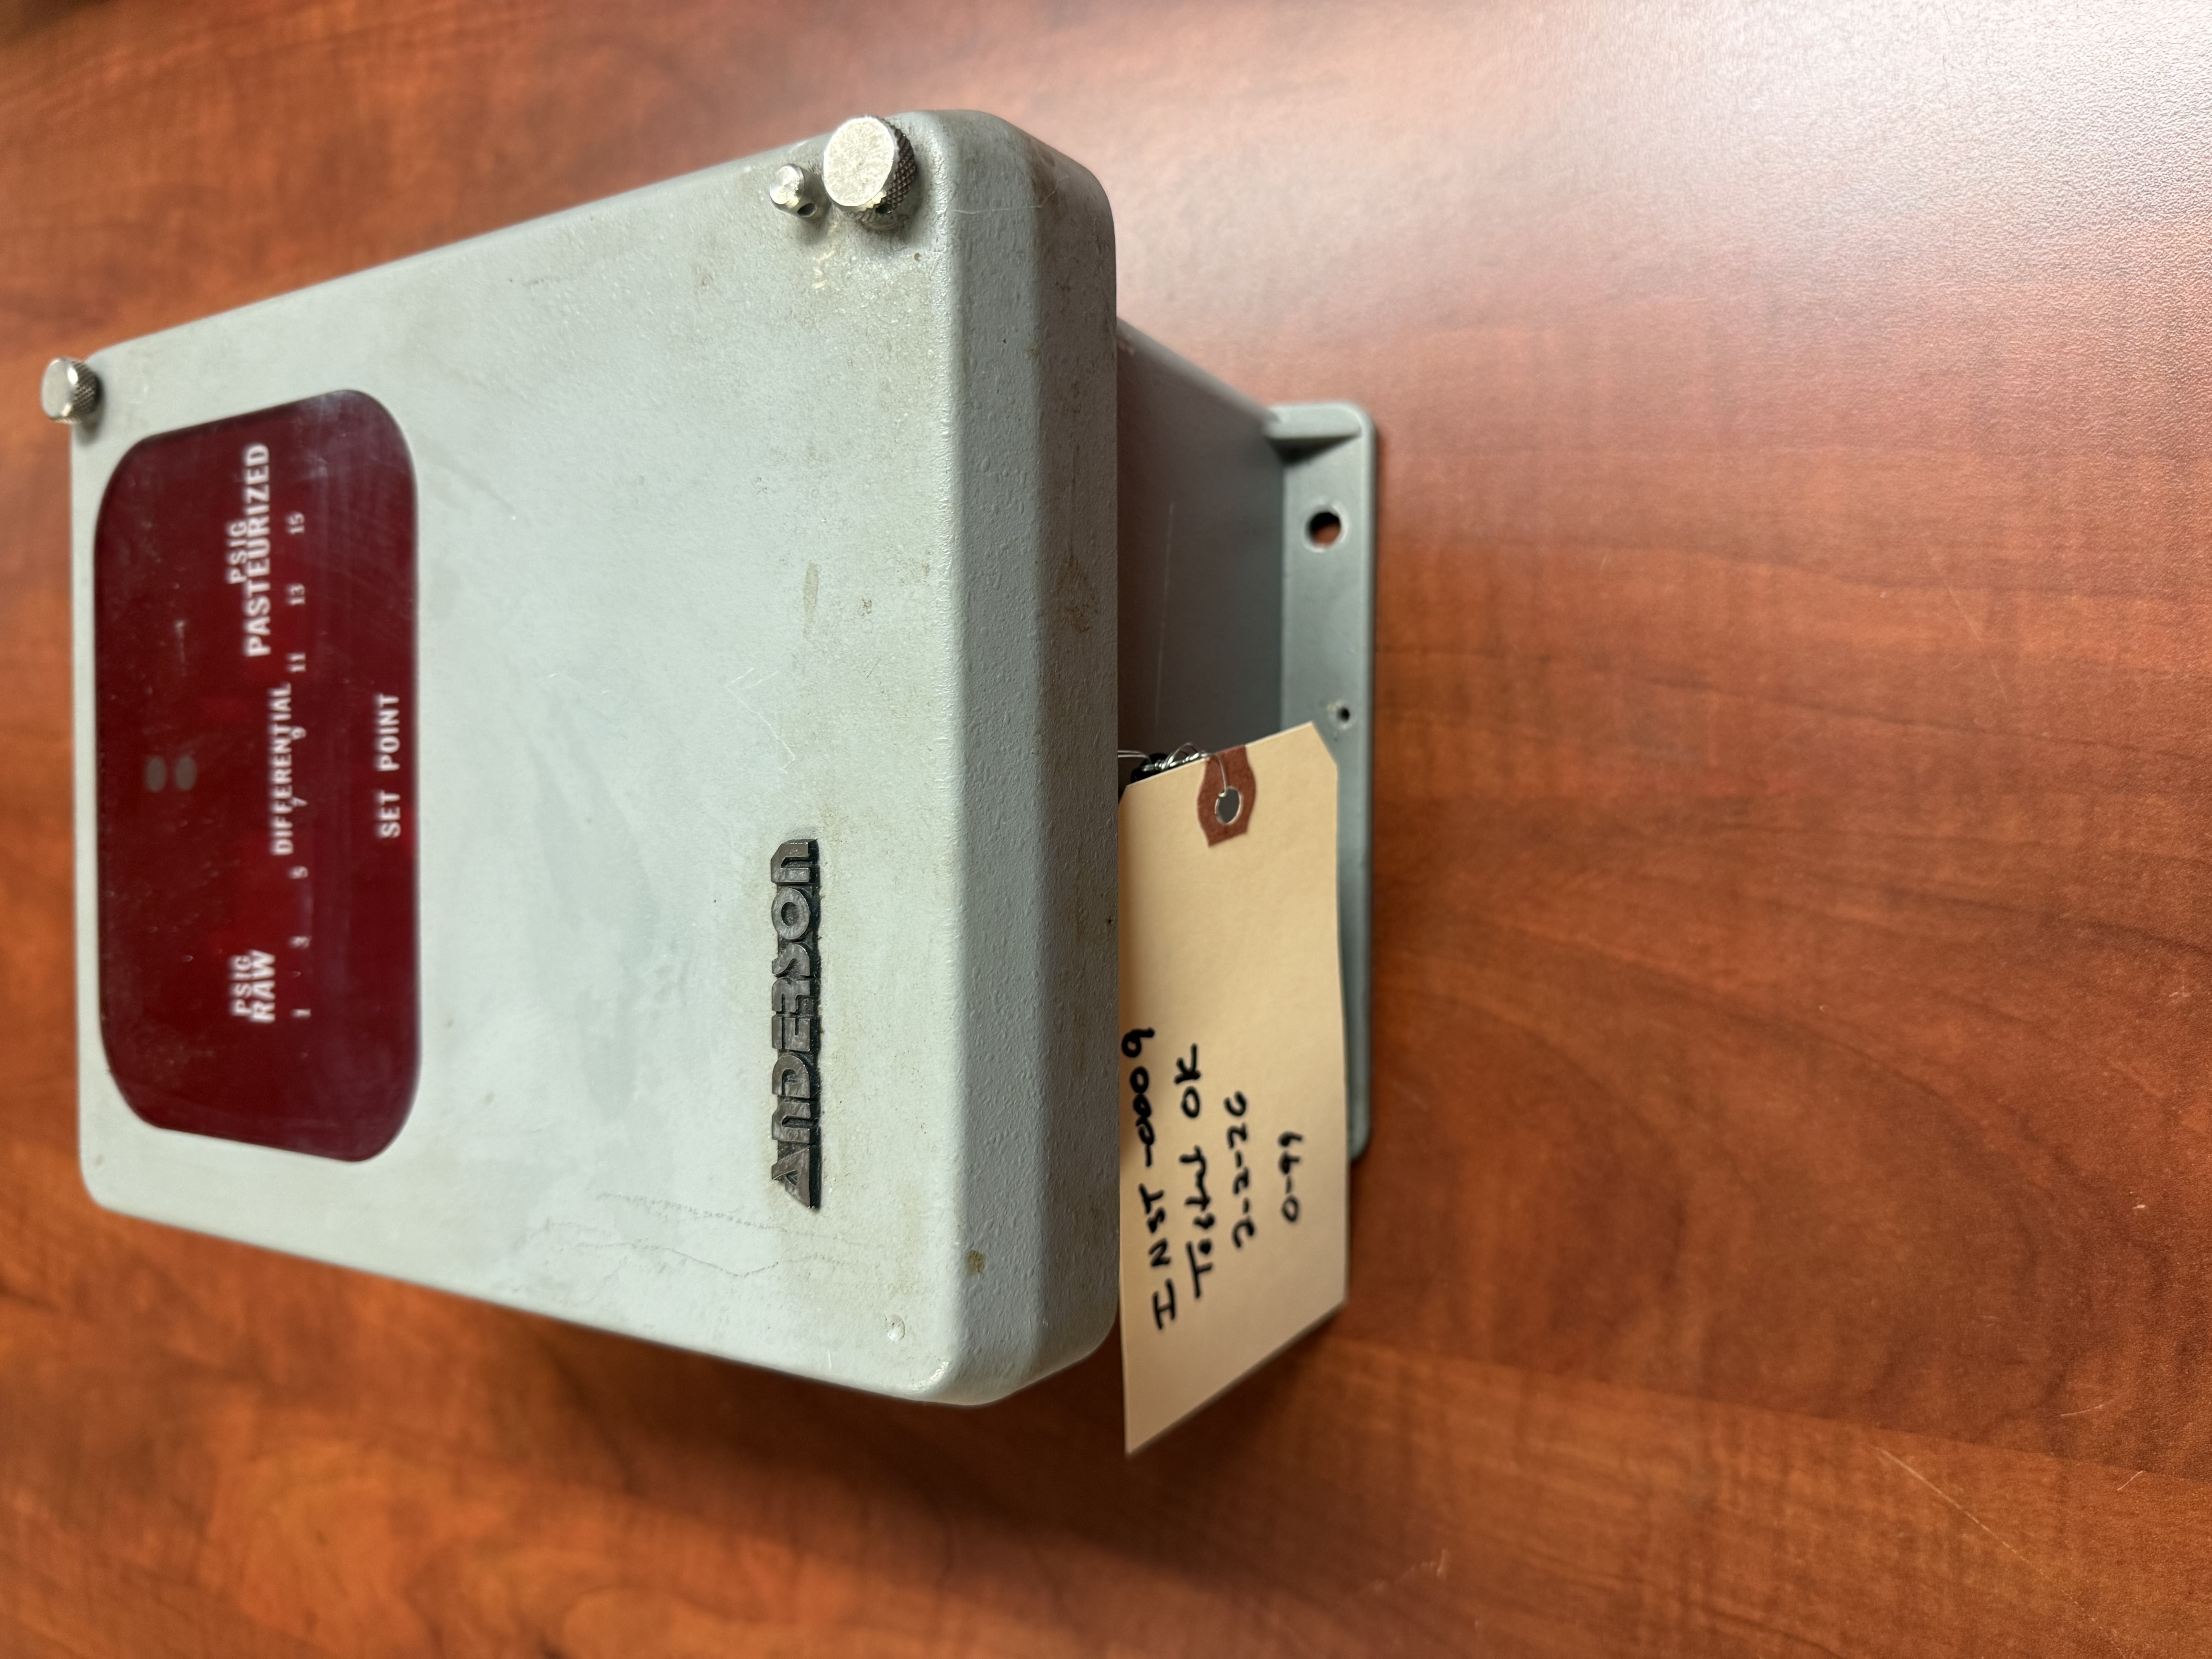 PSIG PSIG
RAW PASTEURIZED
DIFFERENTIAL
1 3 5 7 9 11 13 15
SET POINT
ANDERSON
INST-0009
Tested OK
2-22-26
0-99